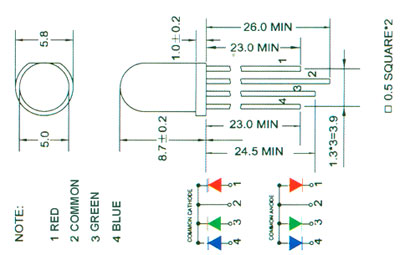 5.8
5.0
1.0±0.2
8.7±0.2
26.0 MIN
23.0 MIN
1
2
3
4
23.0 MIN
24.5 MIN
1.3*3=3.9
□ 0.5 SQUARE*2
NOTE:
1 RED
2 COMMON
3 GREEN
4 BLUE
COMMON CATHODE
1
2
3
4
COMMON ANODE
1
2
3
4